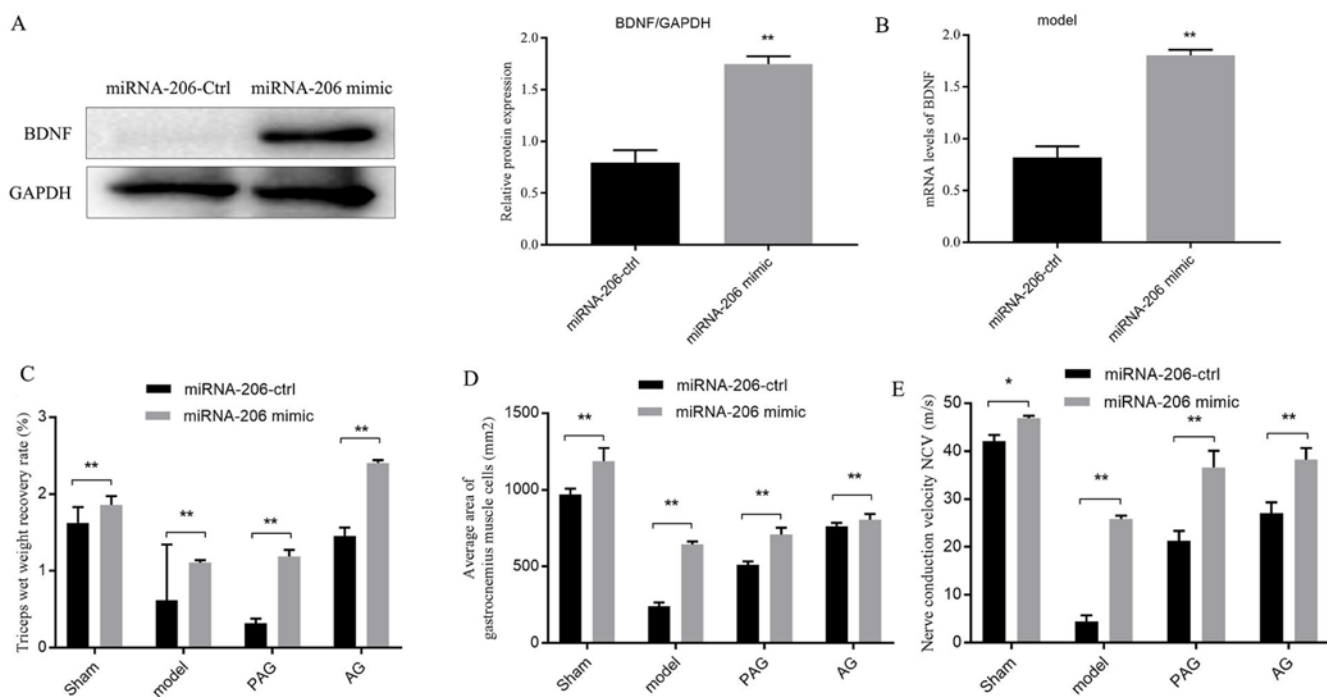 A
miRNA-206-Ctrl miRNA-206 mimic
BDNF
GAPDH
BDNF/GAPDH
Relative protein expression
2.0
1.5
1.0
0.5
0.0
**
miRNA-206-ctrl
miRNA-206 mimic
B
model
mRNA levels of BDNF
2.0
1.5
1.0
0.5
0.0
**
miRNA-206-ctrl
miRNA-206 mimic
C
miRNA-206-ctrl
miRNA-206 mimic
Triceps wet weight recovery rate (%)
3
2
1
0
**
**
**
**
Sham
model
PAG
AG
D
miRNA-206-ctrl
miRNA-206 mimic
Average area of
gastrocnemius muscle cells (mm2)
1500
1000
500
0
**
**
**
**
Sham
model
PAG
AG
E
miRNA-206-ctrl
miRNA-206 mimic
Nerve conduction velocity NCV (m/s)
50
40
30
20
10
0
*
**
**
**
Sham
model
PAG
AG